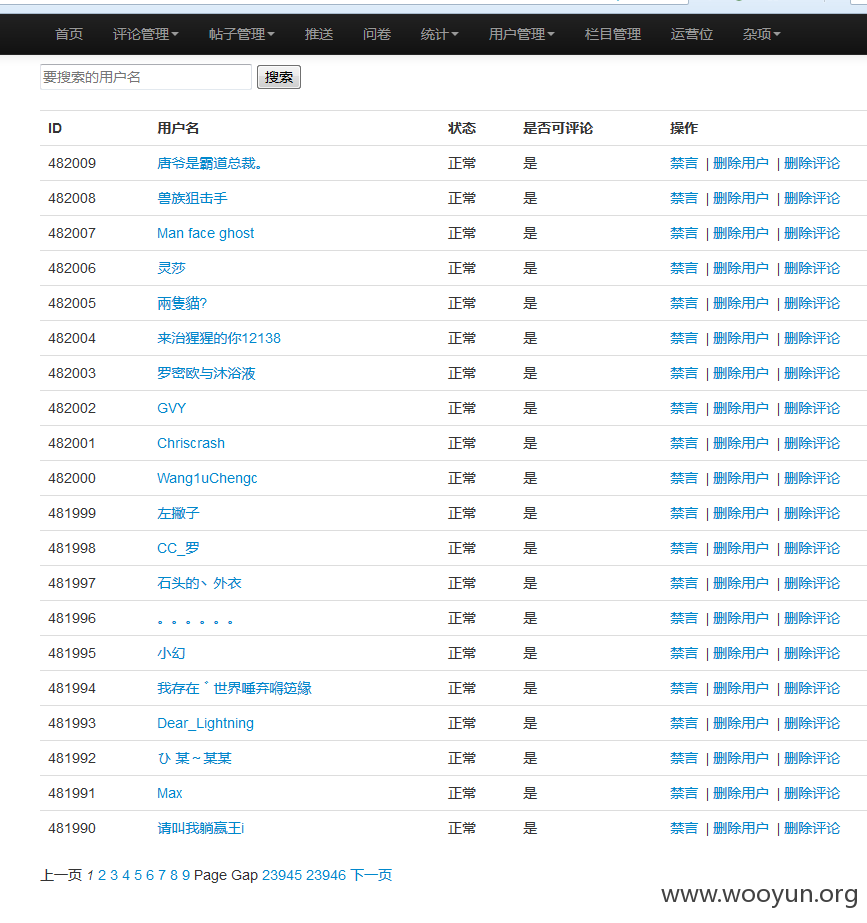 首页 评论管理 帖子管理 推送 问卷 统计 用户管理 栏目管理 运营位 杂项
要搜索的用户名 搜索
ID 用户名 状态 是否可评论 操作
482009 唐爷是霸道总裁。 正常 是 禁言 | 删除用户 | 删除评论
482008 兽族狙击手 正常 是 禁言 | 删除用户 | 删除评论
482007 Man face ghost 正常 是 禁言 | 删除用户 | 删除评论
482006 灵莎 正常 是 禁言 | 删除用户 | 删除评论
482005 兩隻貓? 正常 是 禁言 | 删除用户 | 删除评论
482004 来治猩猩的你12138 正常 是 禁言 | 删除用户 | 删除评论
482003 罗密欧与沐浴液 正常 是 禁言 | 删除用户 | 删除评论
482002 GVY 正常 是 禁言 | 删除用户 | 删除评论
482001 Chriscrash 正常 是 禁言 | 删除用户 | 删除评论
482000 Wang1uChengc 正常 是 禁言 | 删除用户 | 删除评论
481999 左撇子 正常 是 禁言 | 删除用户 | 删除评论
481998 CC_罗 正常 是 禁言 | 删除用户 | 删除评论
481997 石头的丶外衣 正常 是 禁言 | 删除用户 | 删除评论
481996 。。。。。。 正常 是 禁言 | 删除用户 | 删除评论
481995 小幻 正常 是 禁言 | 删除用户 | 删除评论
481994 我存在゛世界唾弃 正常 是 禁言 | 删除用户 | 删除评论
481993 Dear_Lightning 正常 是 禁言 | 删除用户 | 删除评论
481992 ひ 某～某某 正常 是 禁言 | 删除用户 | 删除评论
481991 Max 正常 是 禁言 | 删除用户 | 删除评论
481990 请叫我躺赢王i 正常 是 禁言 | 删除用户 | 删除评论
上一页 1 2 3 4 5 6 7 8 9 Page Gap 23945 23946 下一页
www.wooyun.org